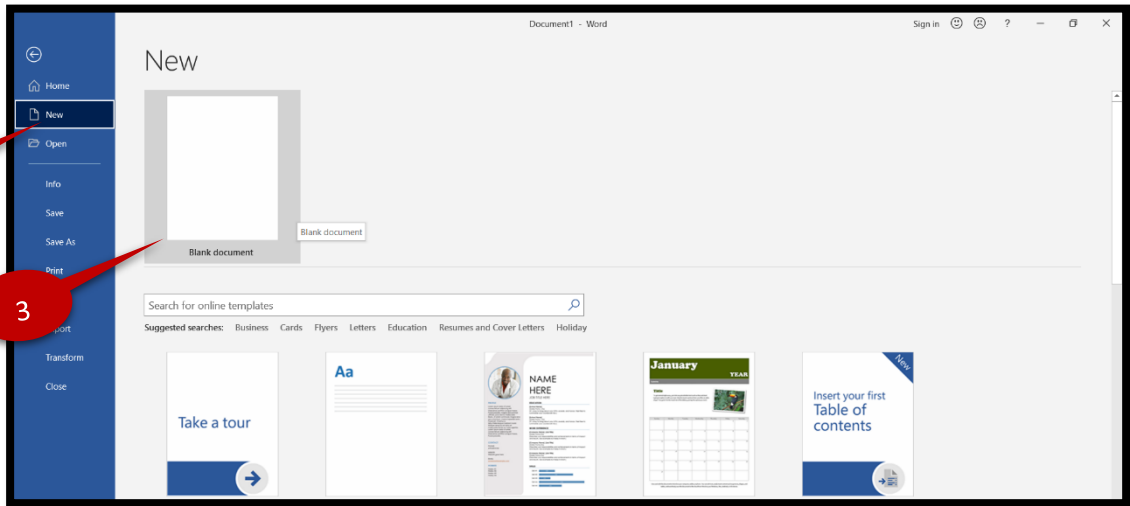 Document1 - Word
Sign in
?
New
Home
New
Open
Info
Save
Save As
Print
Transform
Close
3
Blank document
Blank document
Search for online templates
Suggested searches: Business Cards Flyers Letters Education Resumes and Cover Letters Holiday
Take a tour
Aa
NAME
HERE
January
YEAR
New
Insert your first
Table of
contents